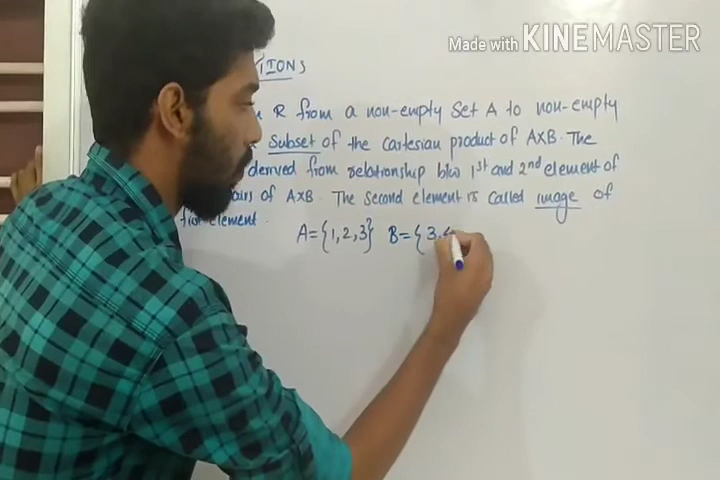 Made with KINEMASTER
TIONS
R from a non-empty Set A to non-empty
Subset of the cartesian product of A×B. The
derived from relationship b/w 1st and 2nd element of
pairs of A×B. The second element is called image of
first element.
A={1,2,3} B={3,